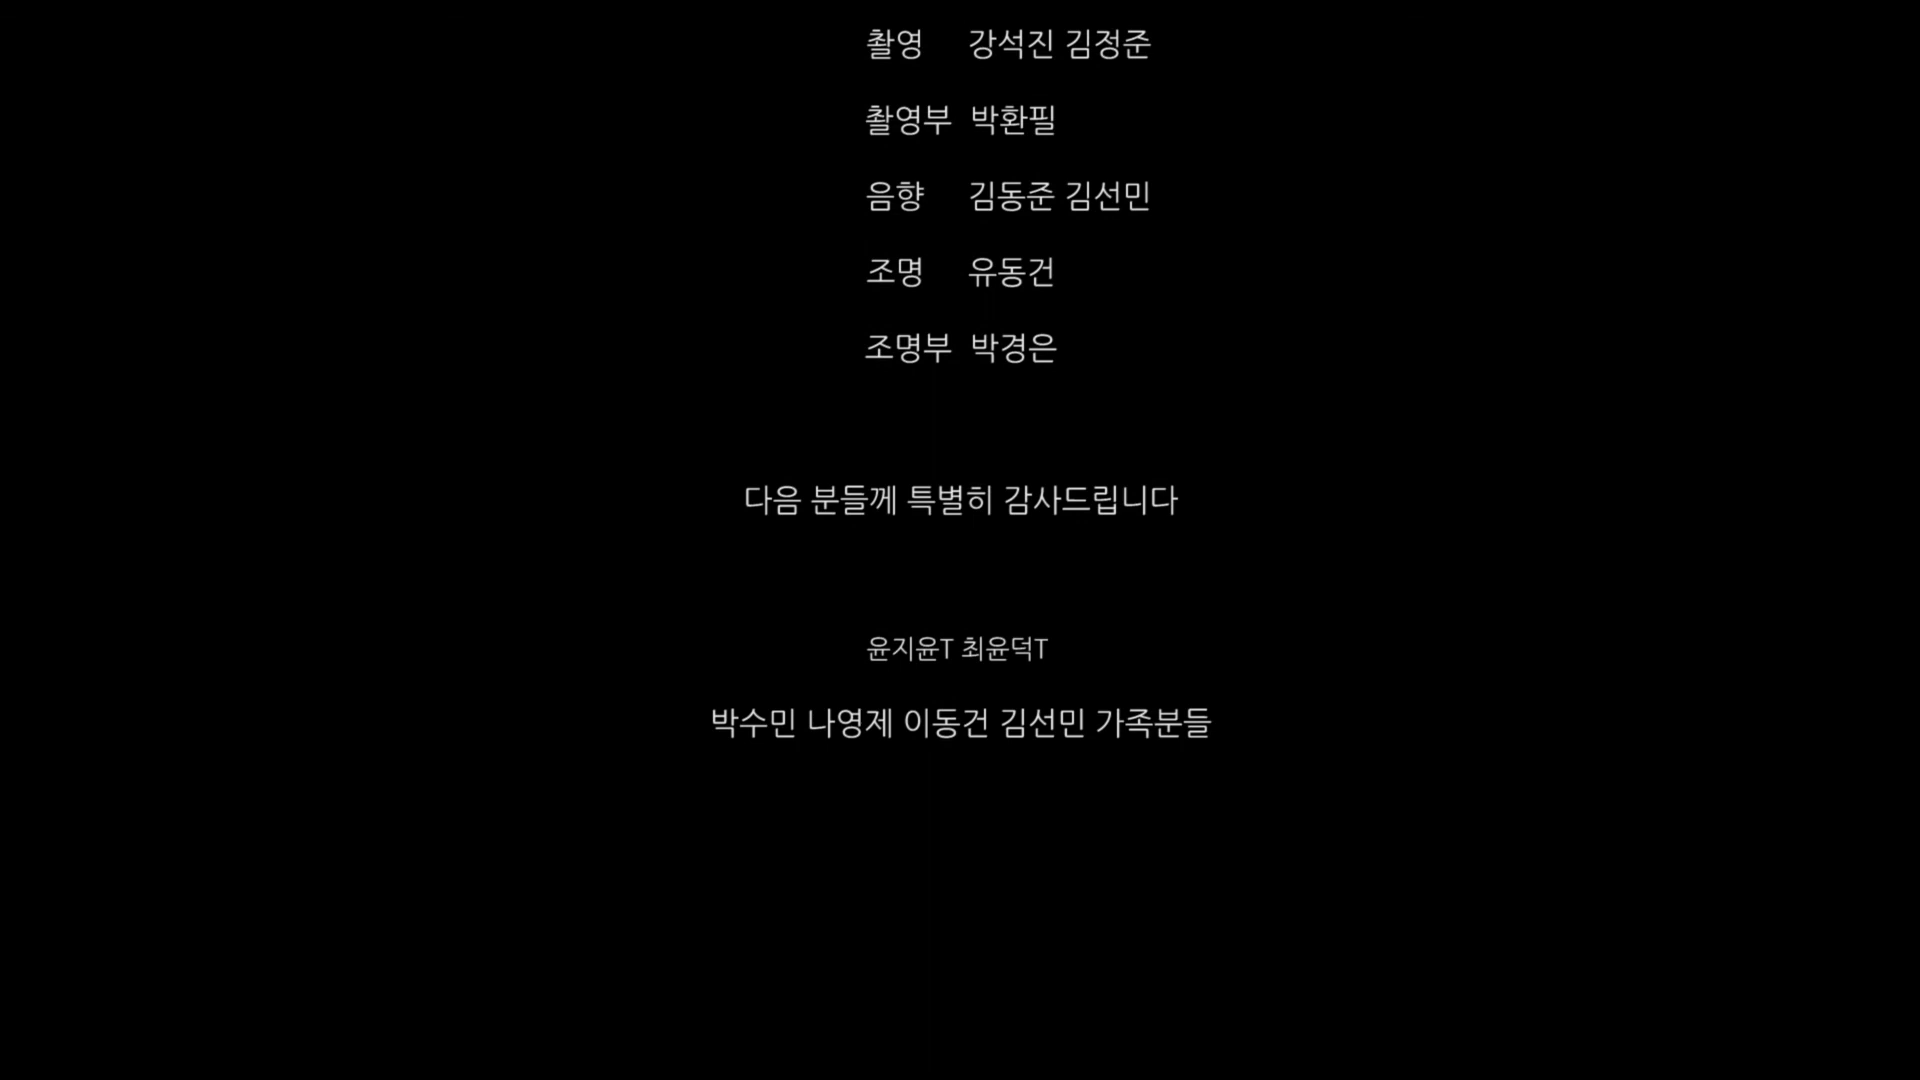 촬영 강석진 김정준
촬영부 박환필
음향 김동준 김선민
조명 유동건
조명부 박경은
다음 분들께 특별히 감사드립니다
윤지윤T 최윤덕T
박수민 나영제 이동건 김선민 가족분들